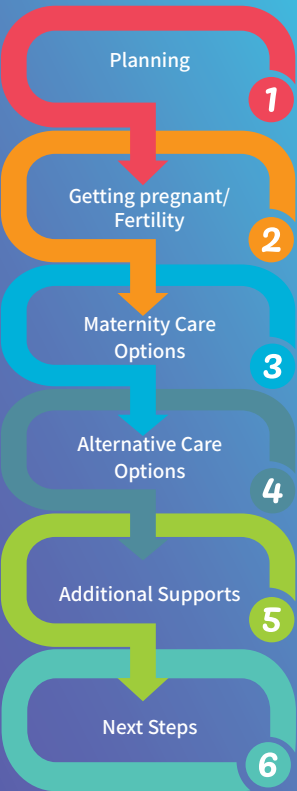 Planning
1
Getting pregnant/
Fertility
2
Maternity Care
Options
3
Alternative Care
Options
4
Additional Supports
5
Next Steps
6